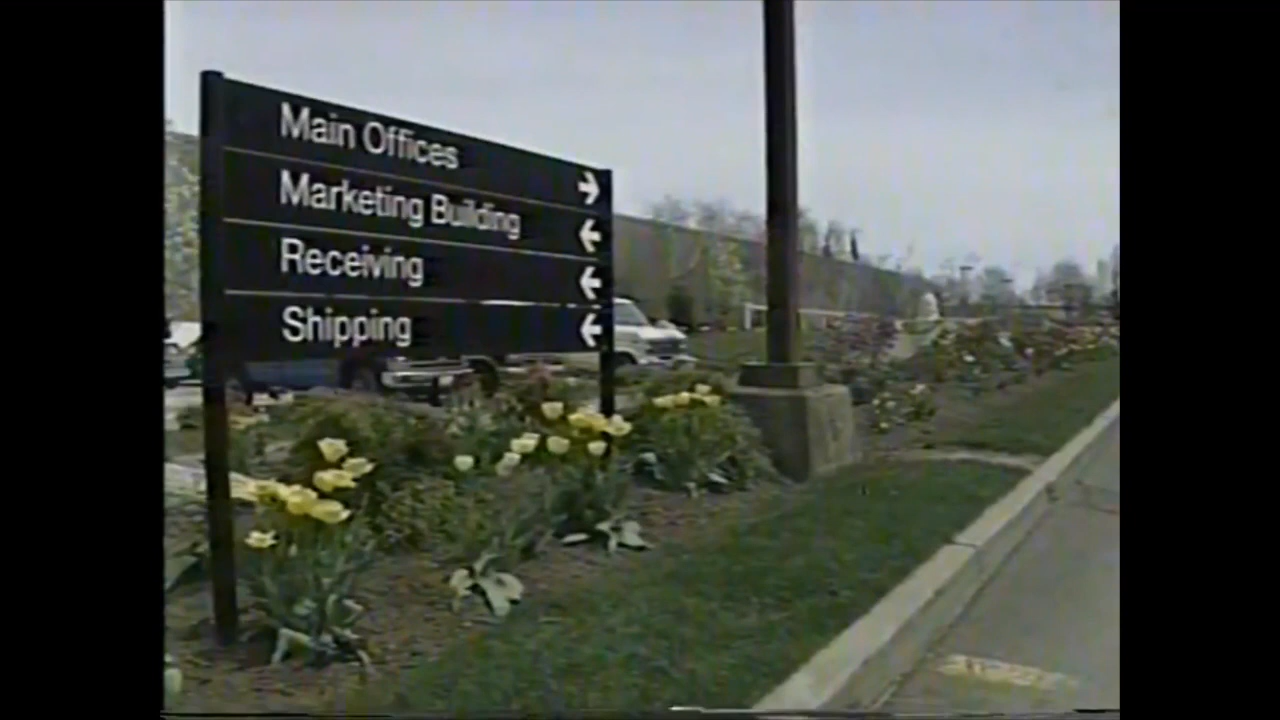 Main Offices →
Marketing Building ←
Receiving ←
Shipping ←